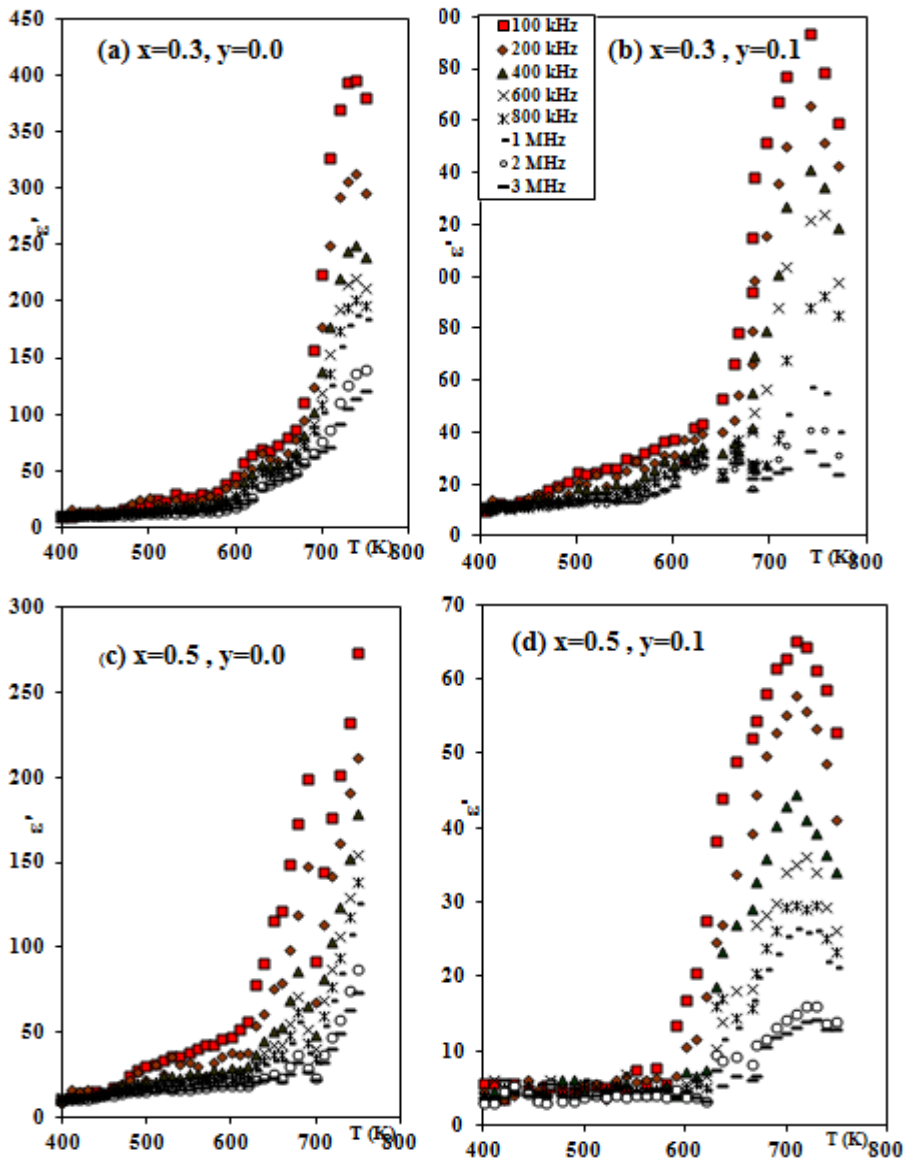 (a) x=0.3, y=0.0
450
400
350
300
250
200
150
100
50
0
ε'
400 500 600 700 800
T (K)
(b) x=0.3 , y=0.1
100 kHz
200 kHz
400 kHz
600 kHz
800 kHz
1 MHz
2 MHz
3 MHz
00
80
60
40
20
00
80
60
40
20
00
ε'
400 500 600 700 800
T (K)
(c) x=0.5 , y=0.0
300
250
200
150
100
50
0
ε'
400 500 600 700 800
T (K)
(d) x=0.5 , y=0.1
70
60
50
40
30
20
10
0
ε'
400 500 600 700 800
T (K)